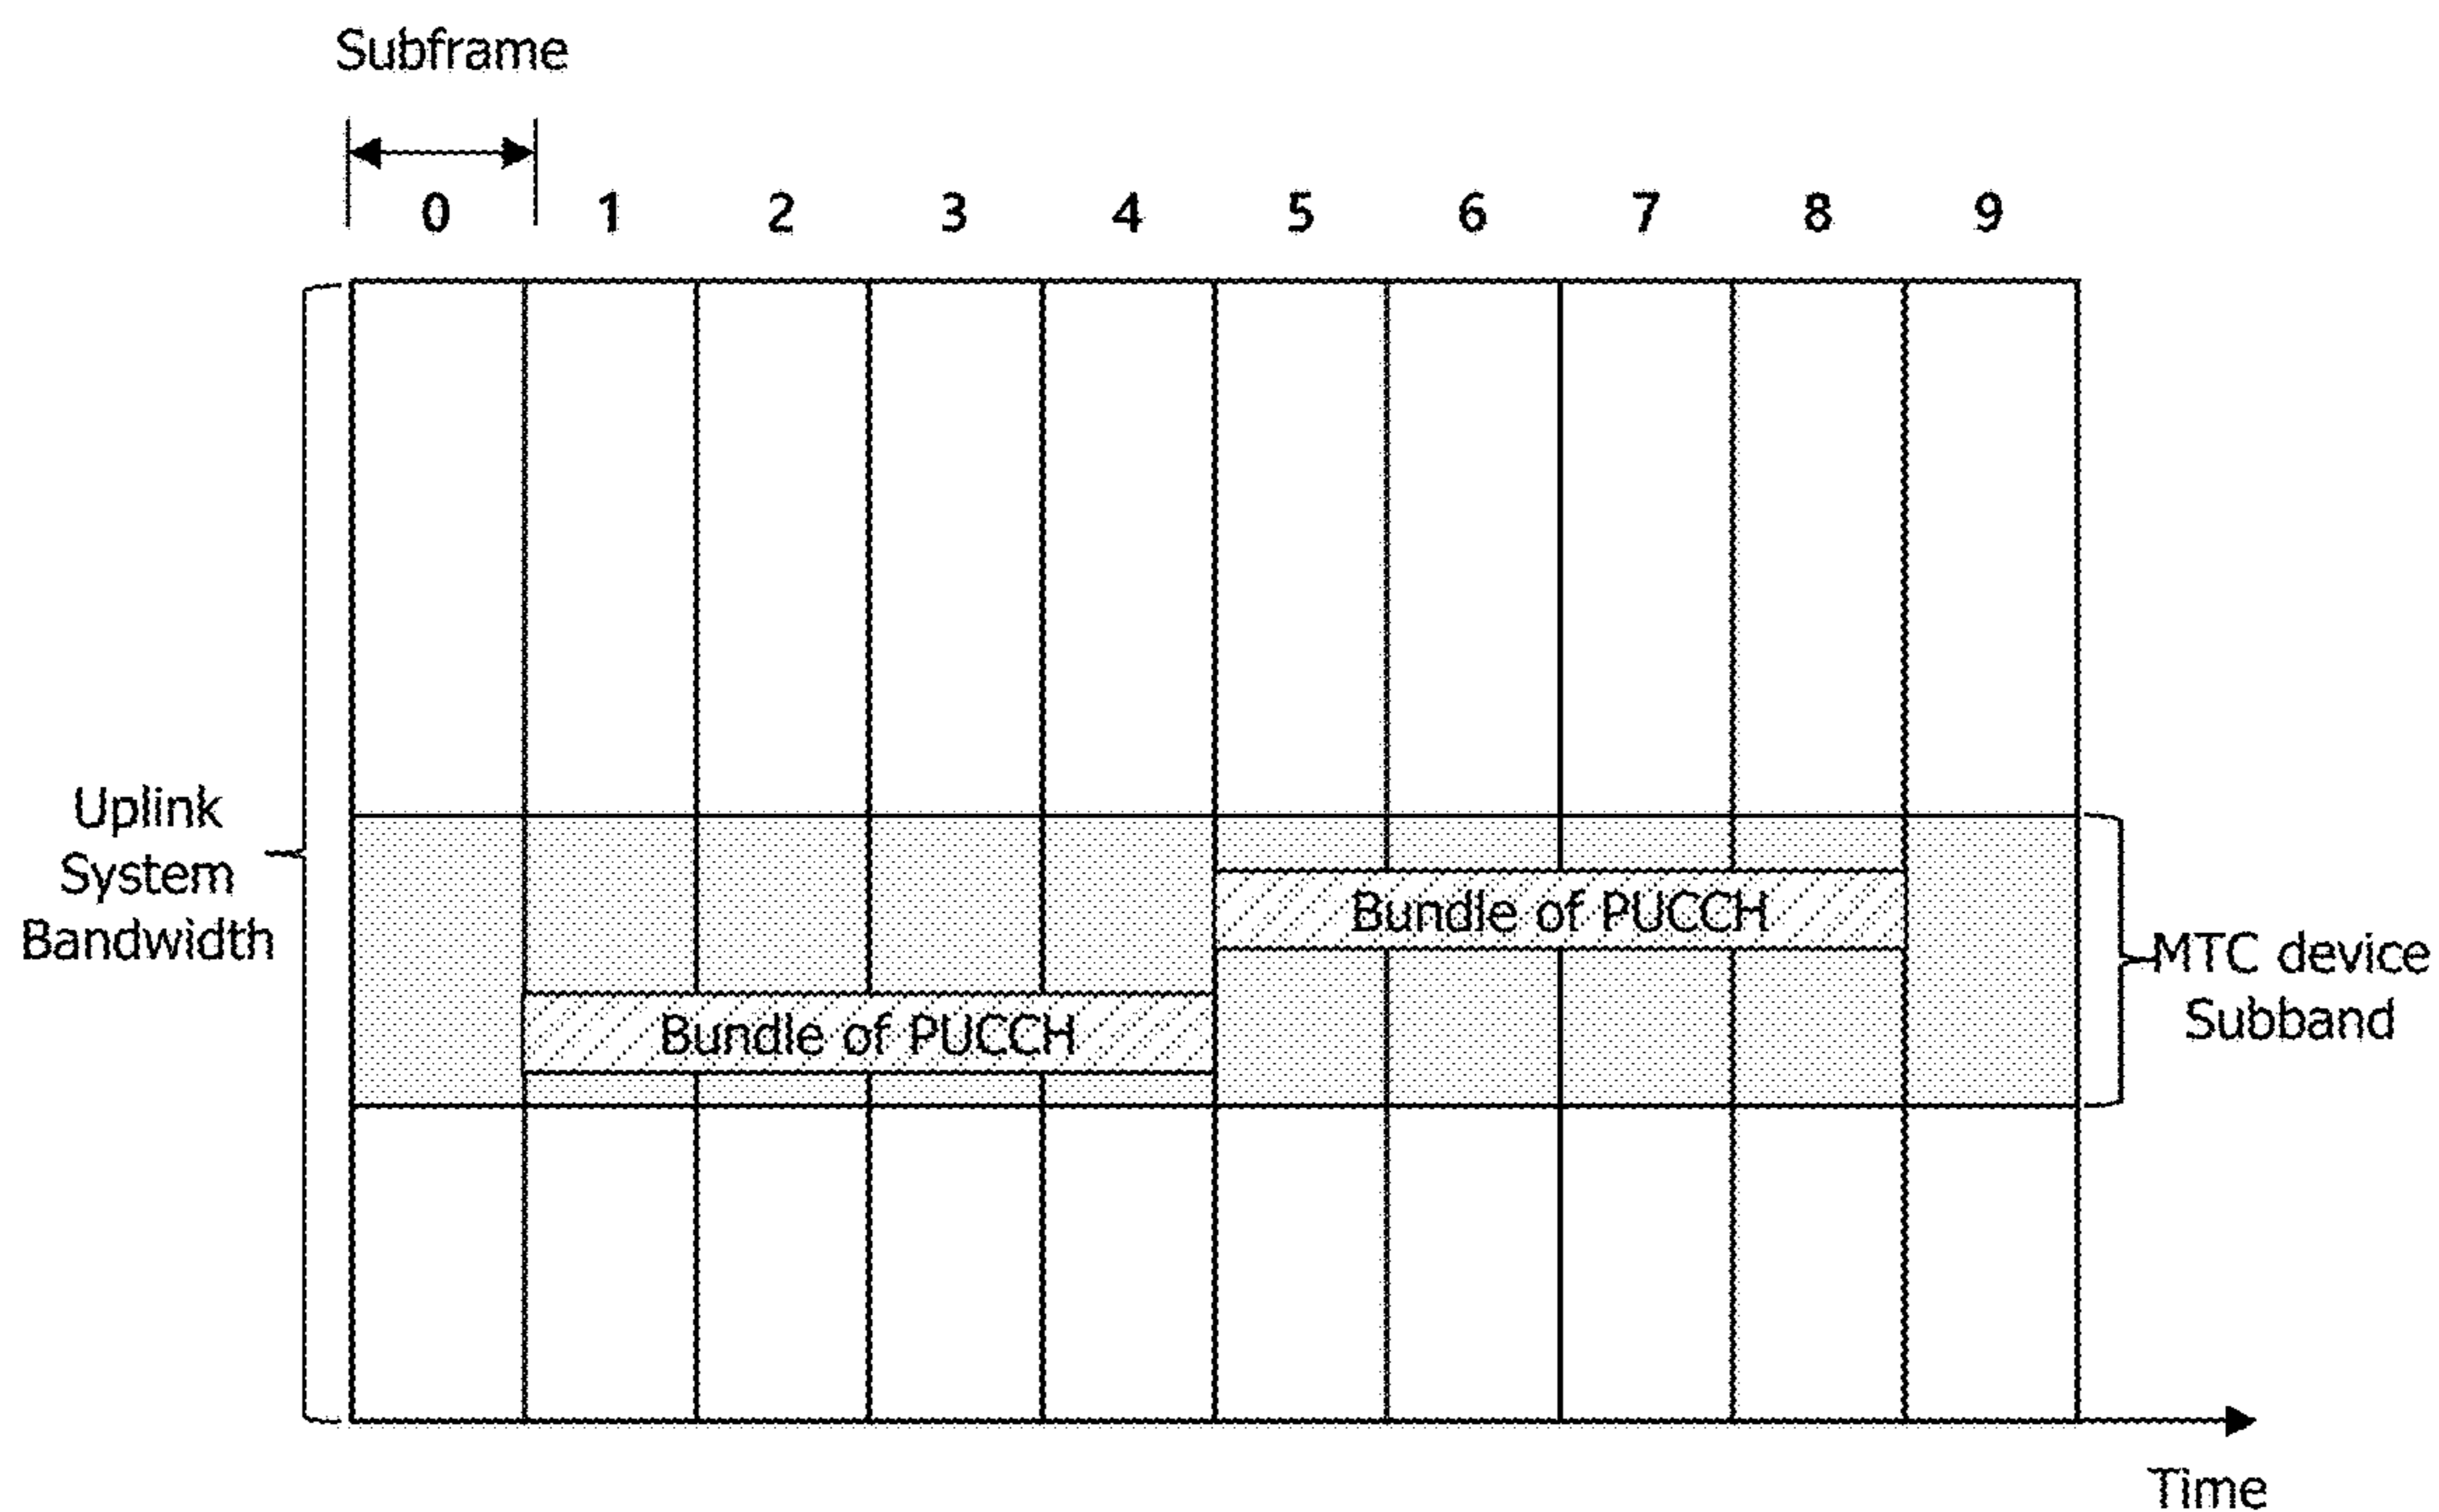 Subframe
0 1 2 3 4 5 6 7 8 9
Uplink
System
Bandwidth
Bundle of PUCCH
Bundle of PUCCH
MTC device
Subband
Time